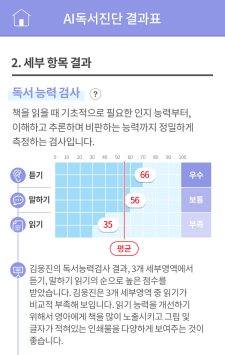 AI독서진단 결과표
2. 세부 항목 결과
독서 능력 검사 ?
책을 읽을 때 기초적으로 필요한 인지 능력부터,
이해하고 추론하며 비판하는 능력까지 정밀하게
측정하는 검사입니다.
0 10 20 30 40 50 60 70 80 90 100
듣기 66 우수
말하기 56 보통
읽기 35 부족
평균
김웅진의 독서능력검사 결과, 3개 세부영역에서
듣기, 말하기 읽기의 순으로 높은 점수를
받았습니다. 김웅진은 3개 세부영역 중 읽기가
비교적 부족해 보입니다. 읽기 능력을 개선하기
위해서 영아에게 책을 많이 노출시키고 그림 및
글자가 적혀있는 인쇄물을 다양하게 보여주는 것이
좋습니다.